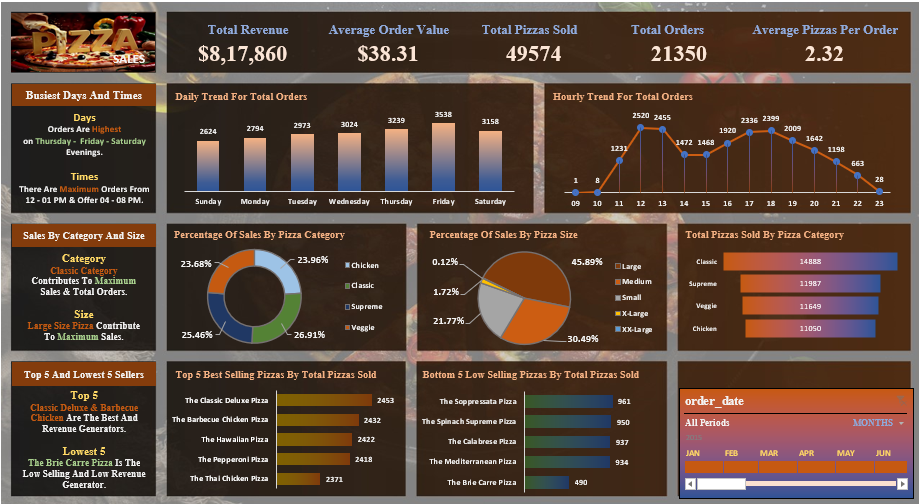 PIZZA
SALES
Total Revenue
$8,17,860
Average Order Value
$38.31
Total Pizzas Sold
49574
Total Orders
21350
Average Pizzas Per Order
2.32
Busiest Days And Times
Days
Orders Are Highest
on Thursday - Friday - Saturday
Evenings.
Times
There Are Maximum Orders From
12 - 01 PM & Offer 04 - 08 PM.
Daily Trend For Total Orders
2624
2794
2973
3024
3239
3538
3158
Sunday
Monday
Tuesday
Wednesday
Thursday
Friday
Saturday
Hourly Trend For Total Orders
1
8
1231
2520
2455
1472
1468
1920
2336
2399
2009
1642
1198
663
28
09
10
11
12
13
14
15
16
17
18
19
20
21
22
23
Sales By Category And Size
Category
Classic Category
Contributes To Maximum
Sales & Total Orders.
Size
Large Size Pizza Contribute
To Maximum Sales.
Percentage Of Sales By Pizza Category
23.68%
23.96%
25.46%
26.91%
Chicken
Classic
Supreme
Veggie
Percentage Of Sales By Pizza Size
0.12%
45.89%
1.72%
21.77%
30.49%
Large
Medium
Small
X-Large
XX-Large
Total Pizzas Sold By Pizza Category
Classic
14888
Supreme
11987
Veggie
11649
Chicken
11050
Top 5 And Lowest 5 Sellers
Top 5
Classic Deluxe & Barbecue
Chicken Are The Best And
Revenue Generators.
Lowest 5
The Brie Carre Pizza Is The
Low Selling And Low Revenue
Generator.
Top 5 Best Selling Pizzas By Total Pizzas Sold
The Classic Deluxe Pizza
2453
The Barbecue Chicken Pizza
2432
The Hawaiian Pizza
2422
The Pepperoni Pizza
2418
The Thai Chicken Pizza
2371
Bottom 5 Low Selling Pizzas By Total Pizzas Sold
The Soppressata Pizza
961
The Spinach Supreme Pizza
950
The Calabrese Pizza
937
The Mediterranean Pizza
934
The Brie Carre Pizza
490
order_date
All Periods
MONTHS
JAN
FEB
MAR
APR
MAY
JUN